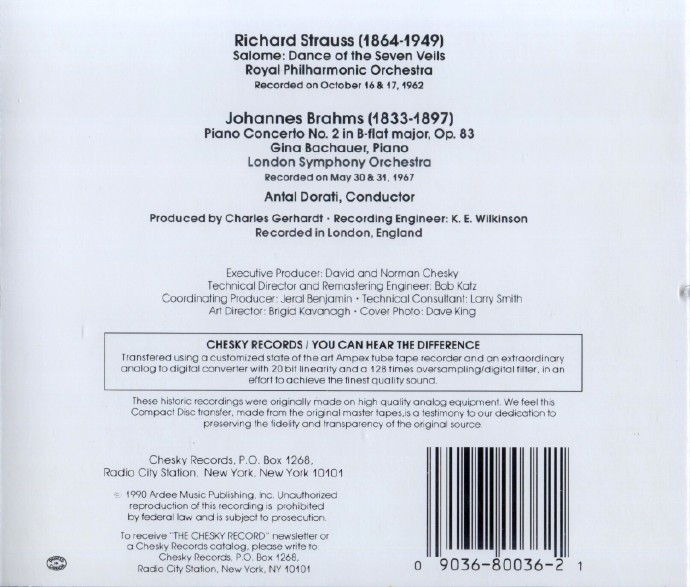 Richard Strauss (1864-1949)
Salome: Dance of the Seven Veils
Royal Philharmonic Orchestra
Recorded on October 16 & 17, 1962
Johannes Brahms (1833-1897)
Piano Concerto No. 2 in B-flat major, Op. 83
Gina Bachauer, Piano
London Symphony Orchestra
Recorded on May 30 & 31, 1967
Antal Dorati, Conductor
Produced by Charles Gerhardt · Recording Engineer: K. E. Wilkinson
Recorded in London, England
Executive Producer: David and Norman Chesky
Technical Director and Remastering Engineer: Bob Katz
Coordinating Producer: Jeral Benjamin · Technical Consultant: Larry Smith
Art Director: Brigid Kavanagh · Cover Photo: Dave King
CHESKY RECORDS / YOU CAN HEAR THE DIFFERENCE
Transfered using a customized state of the art Ampex tube tape recorder and an extraordinary
analog to digital converter with 20 bit linearity and a 128 times oversampling/digital filter, in an
effort to achieve the finest quality sound.
These historic recordings were originally made on high quality analog equipment. We feel this
Compact Disc transfer, made from the original master tapes,is a testimony to our dedication to
preserving the fidelity and transparency of the original source.
Chesky Records, P.O. Box 1268,
Radio City Station, New York, New York 10101
℗ 1990 Ardee Music Publishing, Inc. Unauthorized
reproduction of this recording is prohibited
by federal law and is subject to prosecution.
To receive "THE CHESKY RECORD" newsletter or
a Chesky Records catalog, please write to:
Chesky Records, P.O. Box 1268,
Radio City Station, New York, NY 10101
0 9036-80036-2 1